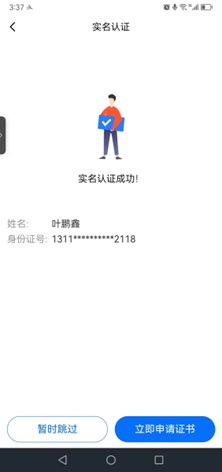 3:37
实名认证
实名认证成功!
姓名: 叶鹏鑫
身份证号: 1311**********2118
暂时跳过
立即申请证书